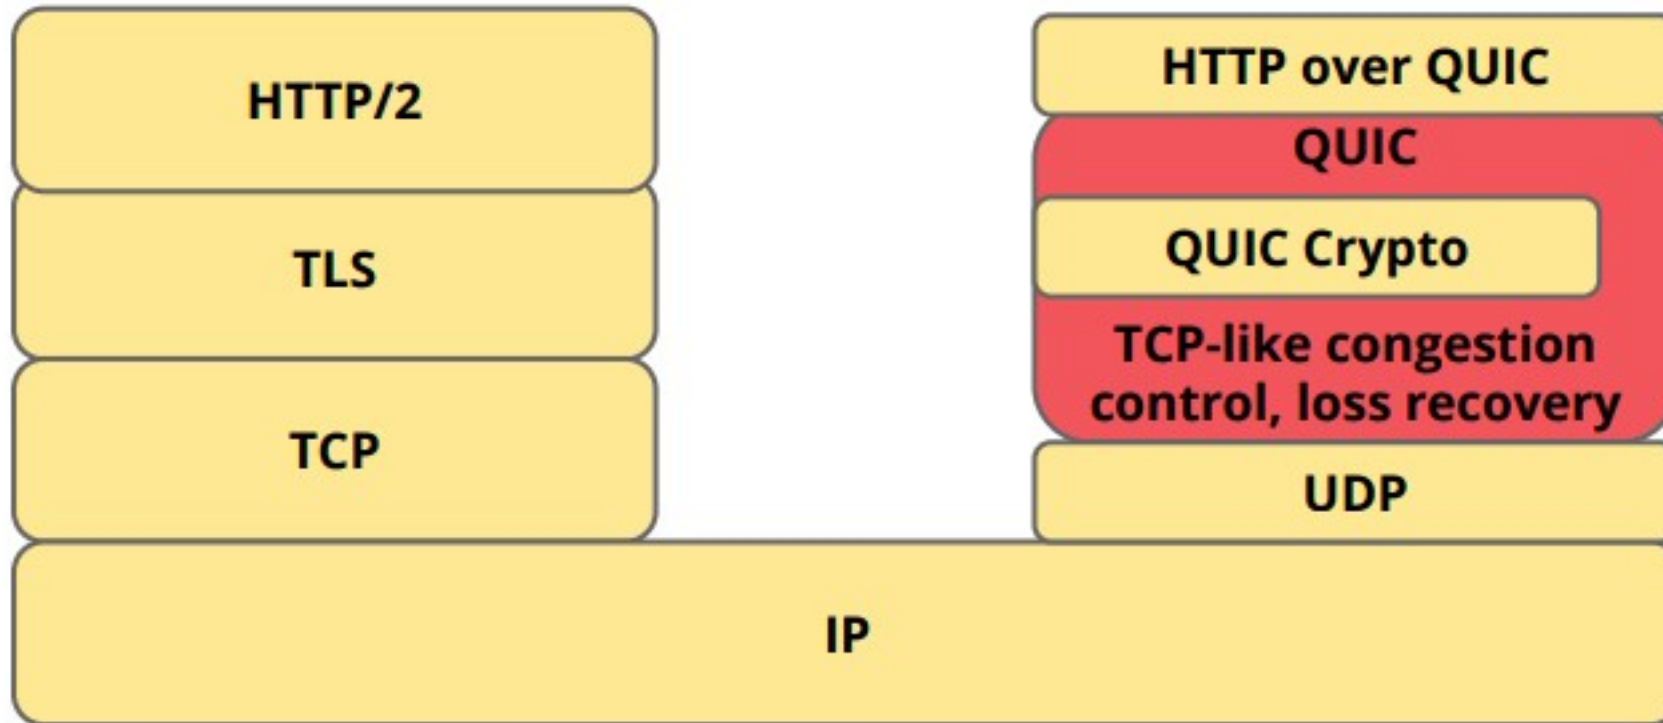 HTTP/2
TLS
TCP
HTTP over QUIC
QUIC
QUIC Crypto
TCP-like congestion
control, loss recovery
UDP
IP